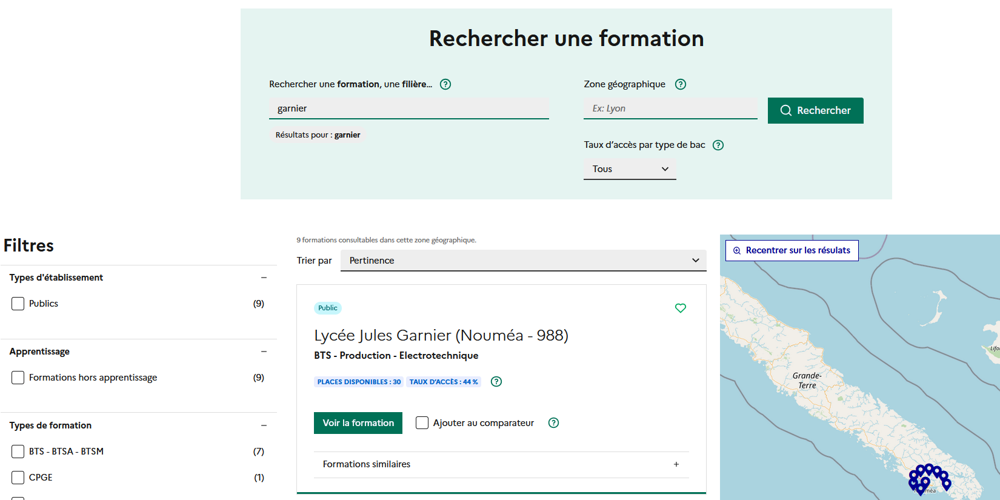 Rechercher une formation
Rechercher une formation, une filière...
garnier
Résultats pour : garnier
Zone géographique
Ex: Lyon
Rechercher
Taux d'accès par type de bac
Tous
Filtres
Types d'établissement
Publics (9)
Apprentissage
Formations hors apprentissage (9)
Types de formation
BTS - BTSA - BTSM (7)
CPGE (1)
9 formations consultables dans cette zone géographique.
Trier par
Pertinence
Public
Lycée Jules Garnier (Nouméa - 988)
BTS - Production - Electrotechnique
PLACES DISPONIBLES : 30 TAUX D'ACCÈS : 44 %
Voir la formation
Ajouter au comparateur
Formations similaires
Recentrer sur les résulats
Grande-
Terre